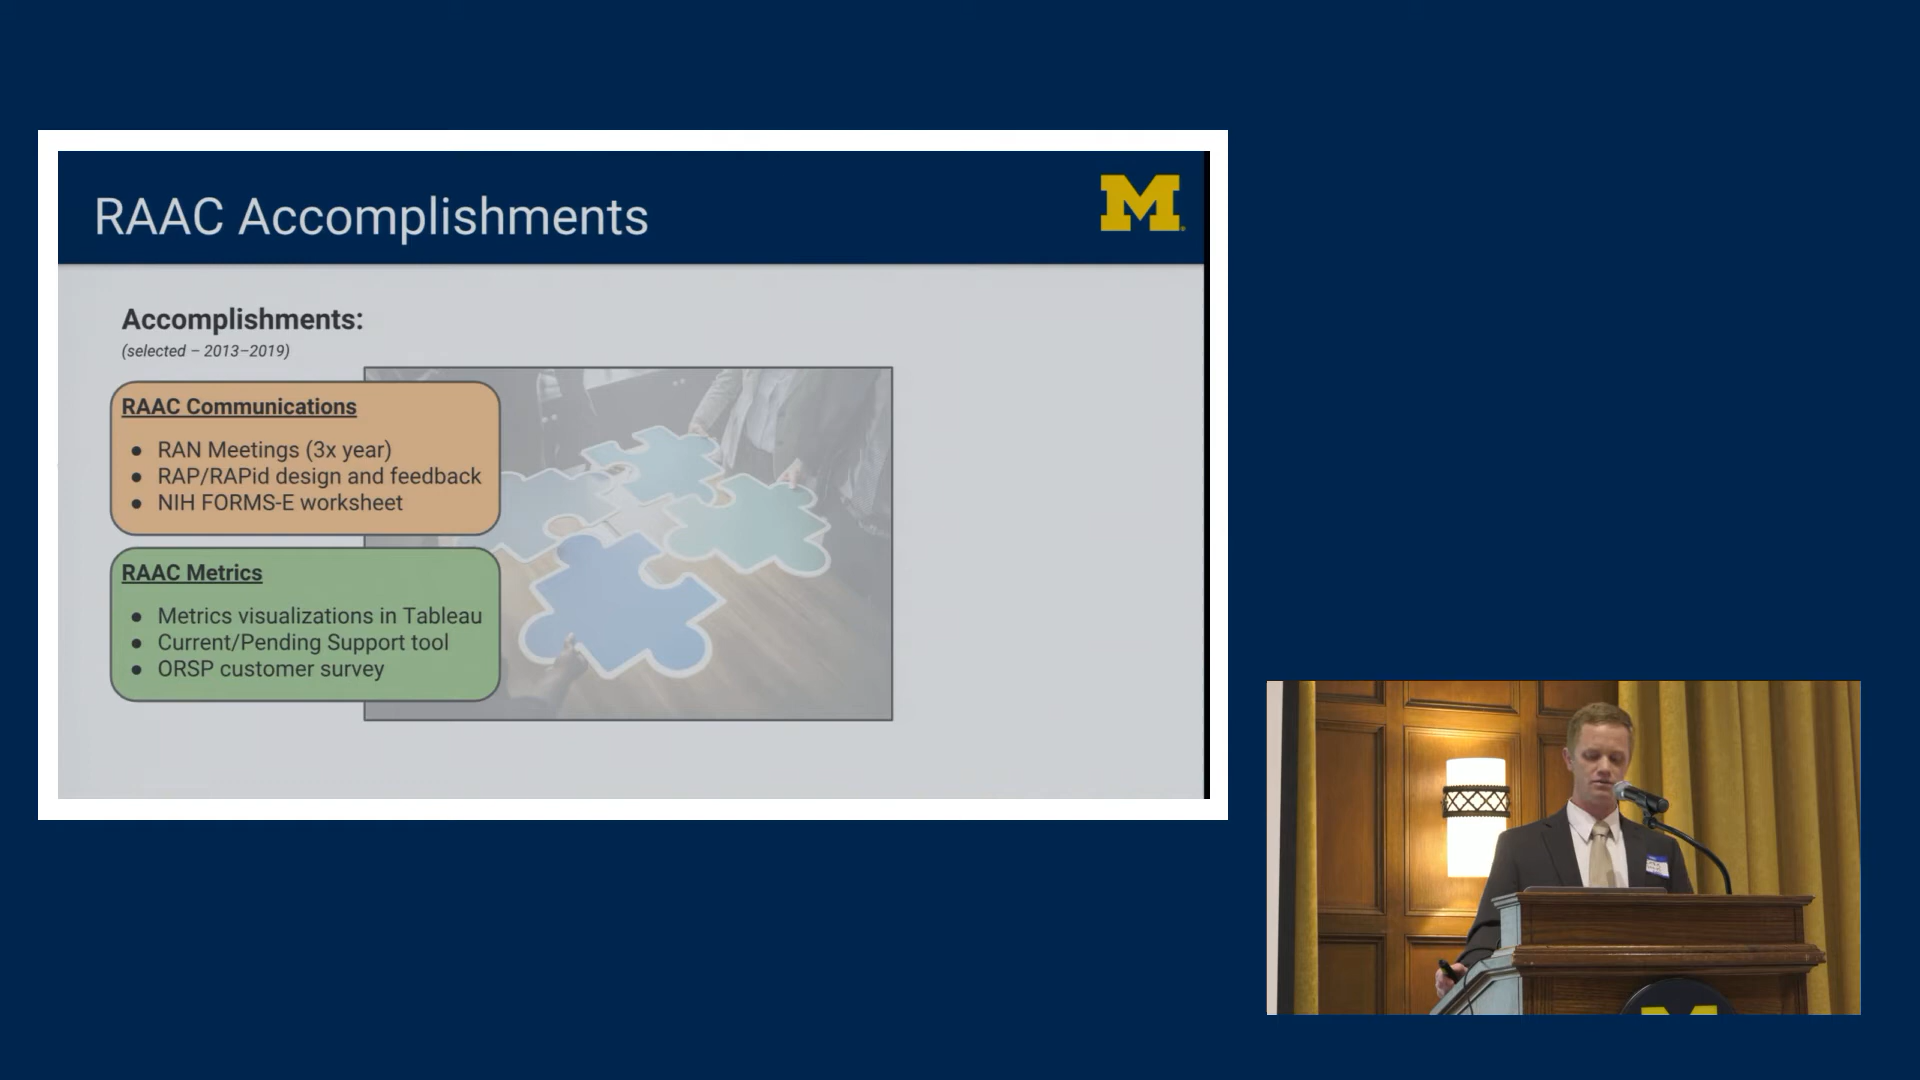 RAAC Accomplishments
M
Accomplishments:
(selected – 2013–2019)
RAAC Communications
● RAN Meetings (3x year)
● RAP/RAPid design and feedback
● NIH FORMS-E worksheet
RAAC Metrics
● Metrics visualizations in Tableau
● Current/Pending Support tool
● ORSP customer survey
M